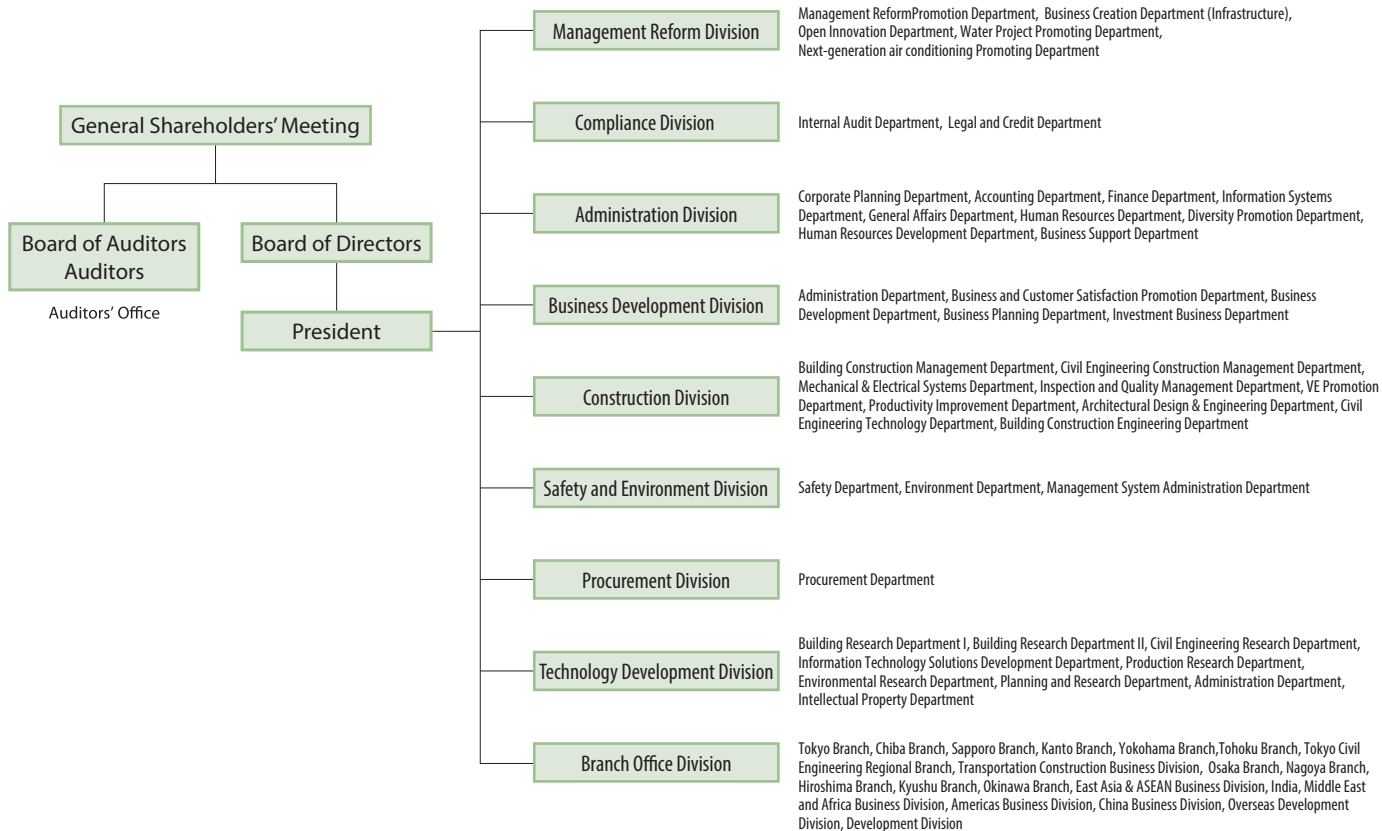 General Shareholders' Meeting
Board of Auditors
Auditors
Auditors' Office
Board of Directors
President
Management Reform Division
Management ReformPromotion Department, Business Creation Department (Infrastructure),
Open Innovation Department, Water Project Promoting Department,
Next-generation air conditioning Promoting Department
Compliance Division
Internal Audit Department, Legal and Credit Department
Administration Division
Corporate Planning Department, Accounting Department, Finance Department, Information Systems
Department, General Affairs Department, Human Resources Department, Diversity Promotion Department,
Human Resources Development Department, Business Support Department
Business Development Division
Administration Department, Business and Customer Satisfaction Promotion Department, Business
Development Department, Business Planning Department, Investment Business Department
Construction Division
Building Construction Management Department, Civil Engineering Construction Management Department,
Mechanical & Electrical Systems Department, Inspection and Quality Management Department, VE Promotion
Department, Productivity Improvement Department, Architectural Design & Engineering Department, Civil
Engineering Technology Department, Building Construction Engineering Department
Safety and Environment Division
Safety Department, Environment Department, Management System Administration Department
Procurement Division
Procurement Department
Technology Development Division
Building Research Department I, Building Research Department II, Civil Engineering Research Department,
Information Technology Solutions Development Department, Production Research Department,
Environmental Research Department, Planning and Research Department, Administration Department,
Intellectual Property Department
Branch Office Division
Tokyo Branch, Chiba Branch, Sapporo Branch, Kanto Branch, Yokohama Branch,Tohoku Branch, Tokyo Civil
Engineering Regional Branch, Transportation Construction Business Division, Osaka Branch, Nagoya Branch,
Hiroshima Branch, Kyushu Branch, Okinawa Branch, East Asia & ASEAN Business Division, India, Middle East
and Africa Business Division, Americas Business Division, China Business Division, Overseas Development
Division, Development Division